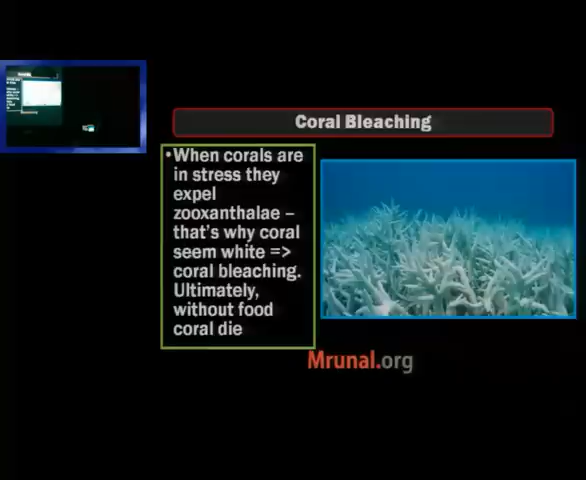 Coral Bleaching
•When corals are
in stress they
expel
zooxanthalae –
that's why coral
seem white =>
coral bleaching.
Ultimately,
without food
coral die
Mrunal.org